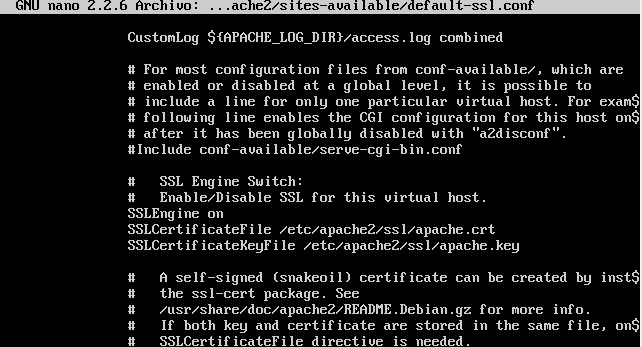 GNU nano 2.2.6 Archivo: ...ache2/sites-available/default-ssl.conf
CustomLog ${APACHE_LOG_DIR}/access.log combined
# For most configuration files from conf-available/, which are
# enabled or disabled at a global level, it is possible to
# include a line for only one particular virtual host. For exam$
# following line enables the CGI configuration for this host on$
# after it has been globally disabled with "a2disconf".
#Include conf-available/serve-cgi-bin.conf
#   SSL Engine Switch:
#   Enable/Disable SSL for this virtual host.
SSLEngine on
SSLCertificateFile /etc/apache2/ssl/apache.crt
SSLCertificateKeyFile /etc/apache2/ssl/apache.key
#   A self-signed (snakeoil) certificate can be created by inst$
#   the ssl-cert package. See
#   /usr/share/doc/apache2/README.Debian.gz for more info.
#   If both key and certificate are stored in the same file, on$
#   SSLCertificateFile directive is needed.